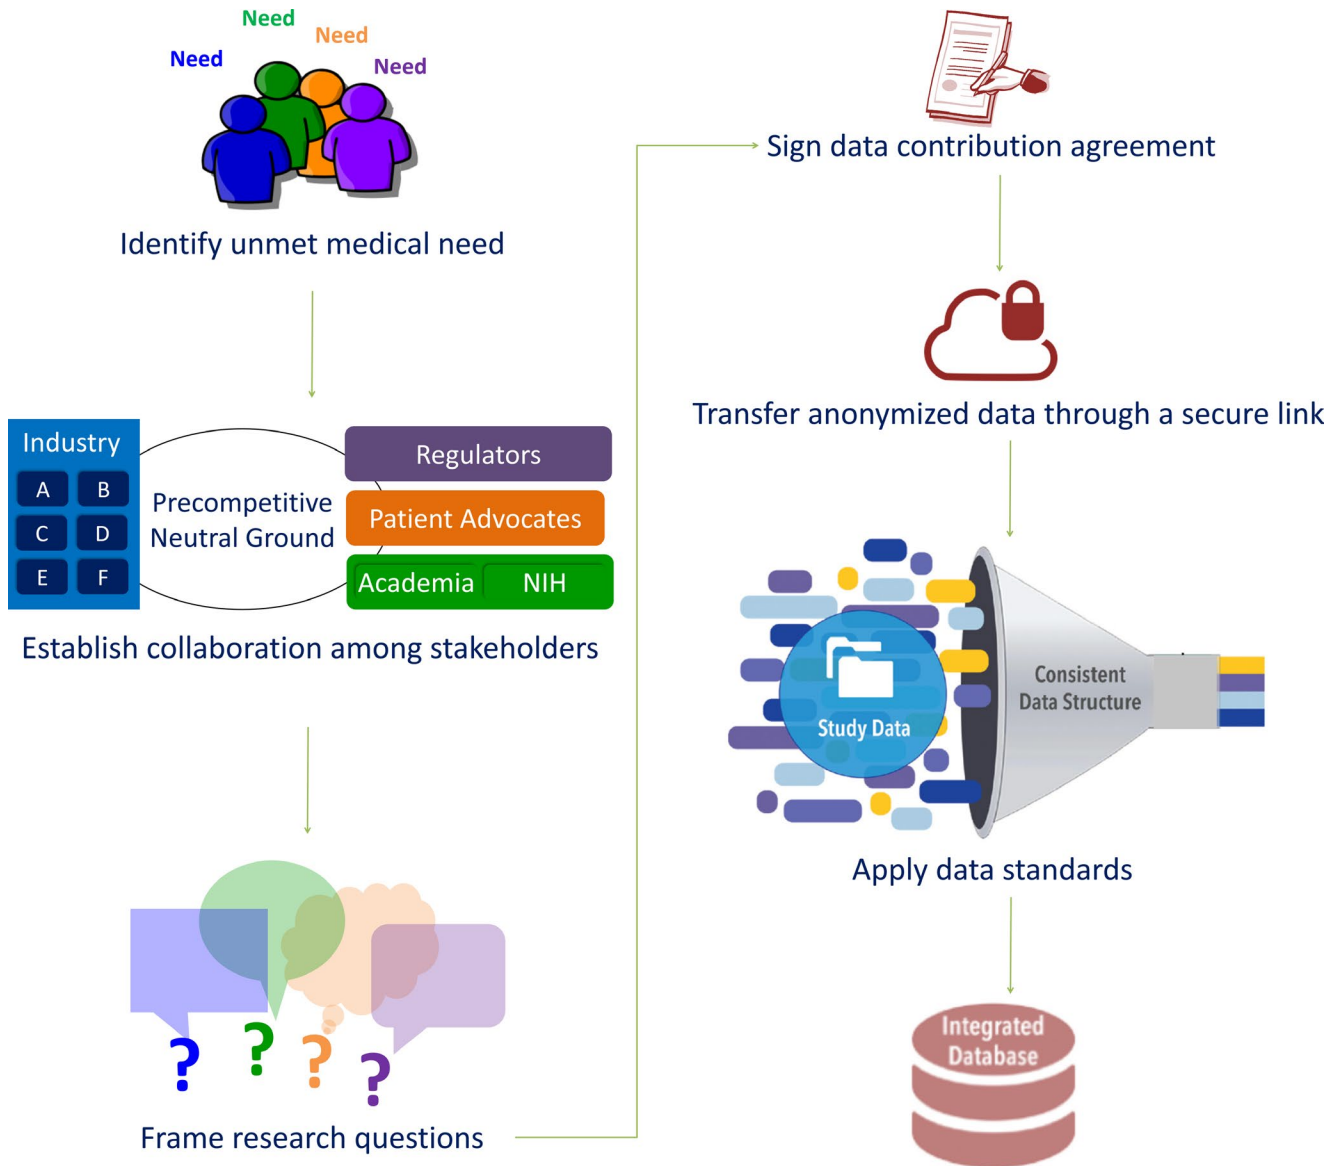 Need
Need
Need
Need
Identify unmet medical need
Industry
A B
C D
E F
Precompetitive
Neutral Ground
Regulators
Patient Advocates
Academia NIH
Establish collaboration among stakeholders
?
?
?
?
Frame research questions
Sign data contribution agreement
Transfer anonymized data through a secure link
Study Data
Consistent
Data Structure
Apply data standards
Integrated
Database